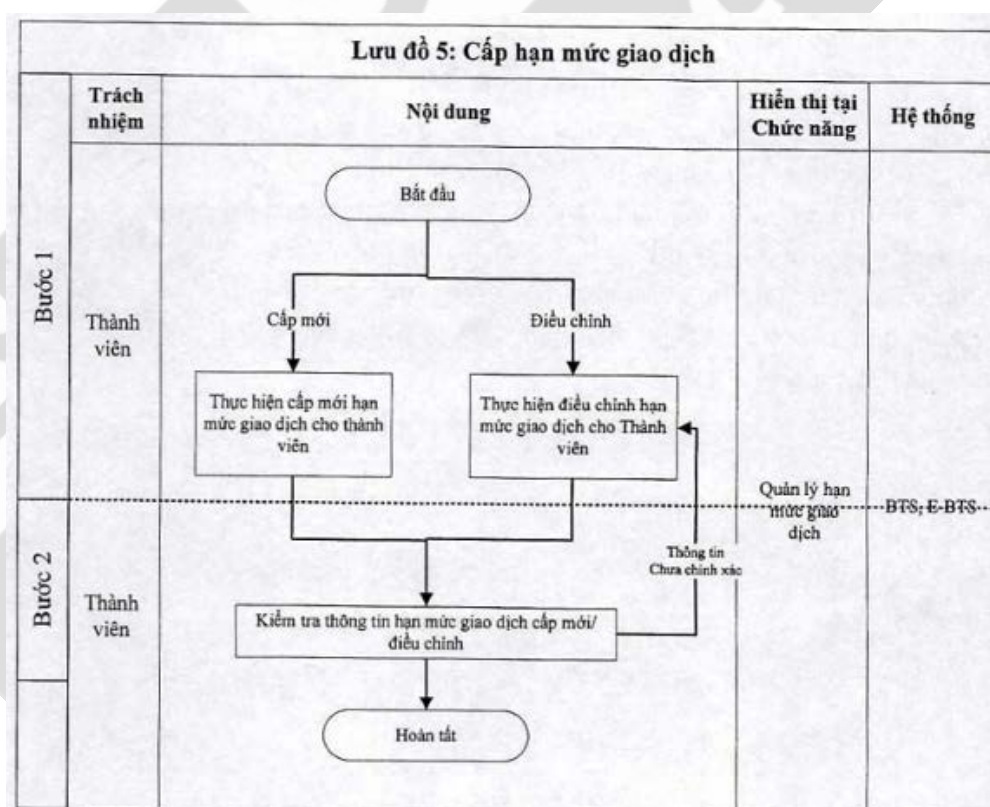 Lưu đồ 5: Cấp hạn mức giao dịch
Trách
nhiệm
Nội dung
Hiển thị tại
Chức năng
Hệ thống
Bước 1
Thành
viên
Bắt đầu
Cấp mới
Điều chỉnh
Thực hiện cấp mới hạn
mức giao dịch cho thành
viên
Thực hiện điều chỉnh hạn
mức giao dịch cho Thành
viên
Quản lý hạn
mức giao
dịch
BTS, E-BTS
Thông tin
Chưa chính xác
Bước 2
Thành
viên
Kiểm tra thông tin hạn mức giao dịch cấp mới/
điều chỉnh
Hoàn tất